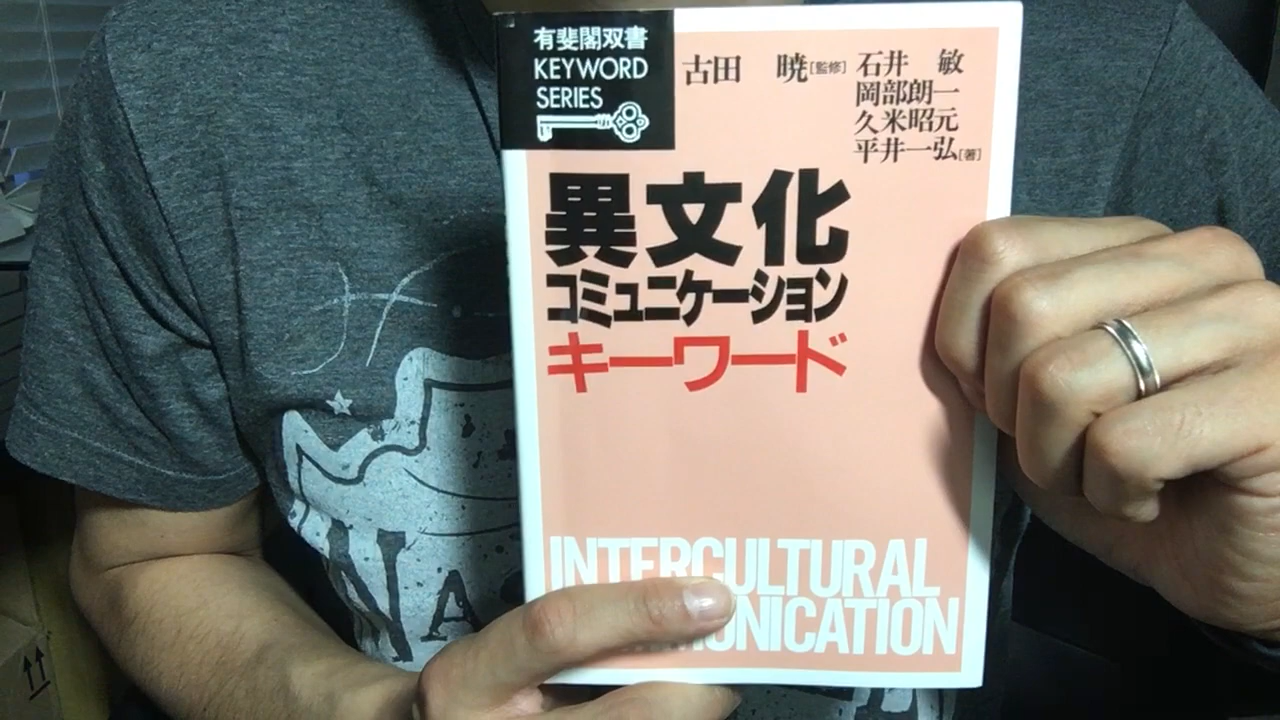 有斐閣双書
KEYWORD
SERIES
古田 暁[監修]
石井 敏
岡部朗一
久米昭元
平井一弘[著]
異文化
コミュニケーション
キーワード
INTERCULTURAL